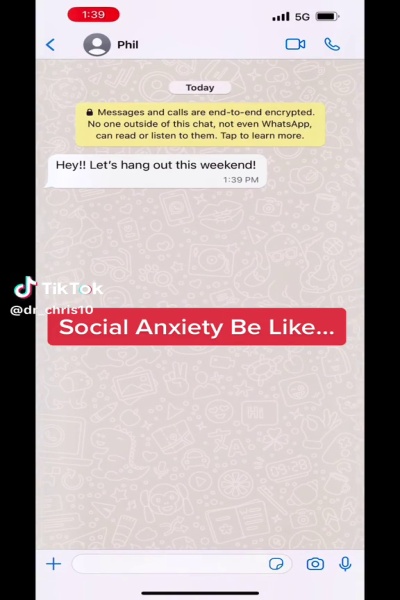 1:39
5G
Phil
Today
Messages and calls are end-to-end encrypted.
No one outside of this chat, not even WhatsApp,
can read or listen to them. Tap to learn more.
Hey!! Let's hang out this weekend!
1:39 PM
TikTok
@dr_chris10
Social Anxiety Be Like...
09:28